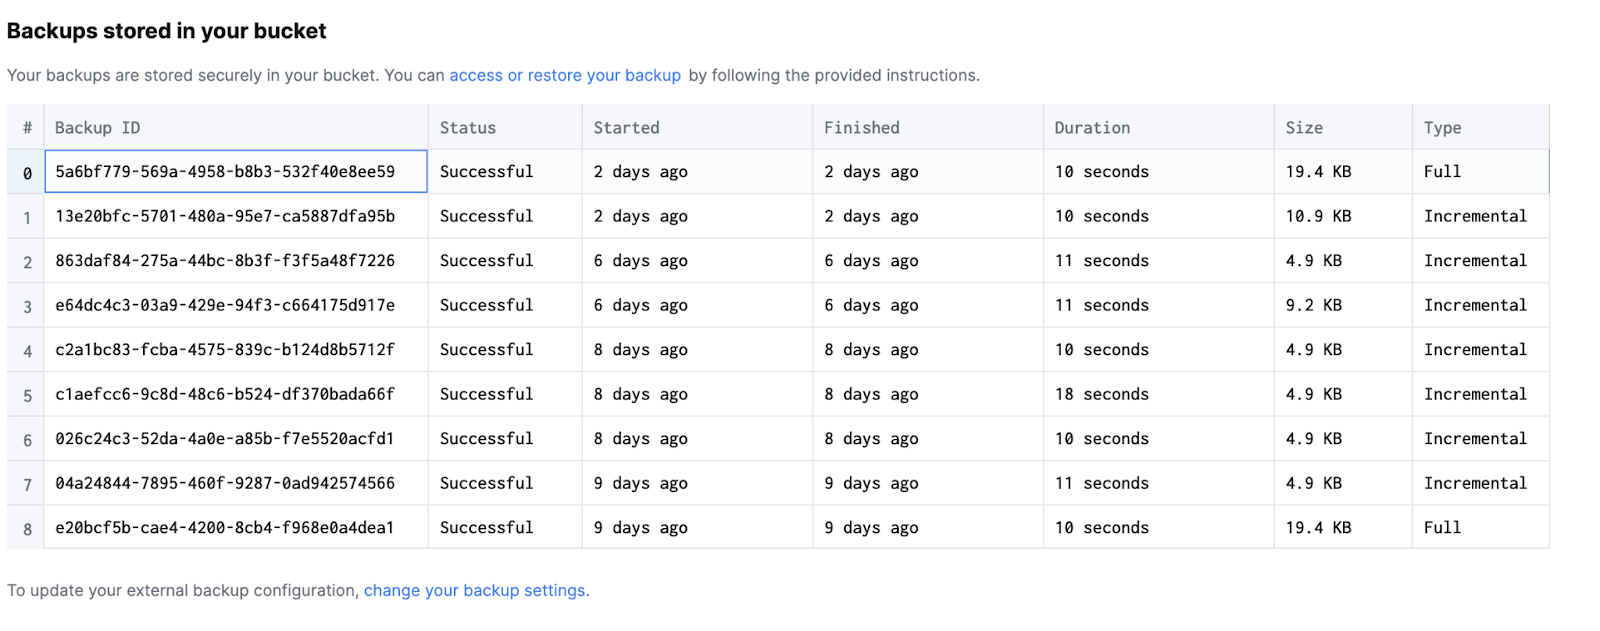 Backups stored in your bucket
Your backups are stored securely in your bucket. You can access or restore your backup by following the provided instructions.
# Backup ID Status Started Finished Duration Size Type
0 5a6bf779-569a-4958-b8b3-532f40e8ee59 Successful 2 days ago 2 days ago 10 seconds 19.4 KB Full
1 13e20bfc-5701-480a-95e7-ca5887dfa95b Successful 2 days ago 2 days ago 10 seconds 10.9 KB Incremental
2 863daf84-275a-44bc-8b3f-f3f5a48f7226 Successful 6 days ago 6 days ago 11 seconds 4.9 KB Incremental
3 e64dc4c3-03a9-429e-94f3-c664175d917e Successful 6 days ago 6 days ago 11 seconds 9.2 KB Incremental
4 c2a1bc83-fcba-4575-839c-b124d8b5712f Successful 8 days ago 8 days ago 10 seconds 4.9 KB Incremental
5 c1aefcc6-9c8d-48c6-b524-df370bada66f Successful 8 days ago 8 days ago 18 seconds 4.9 KB Incremental
6 026c24c3-52da-4a0e-a85b-f7e5520acfd1 Successful 8 days ago 8 days ago 10 seconds 4.9 KB Incremental
7 04a24844-7895-460f-9287-0ad942574566 Successful 9 days ago 9 days ago 11 seconds 4.9 KB Incremental
8 e20bcf5b-cae4-4200-8cb4-f968e0a4dea1 Successful 9 days ago 9 days ago 10 seconds 19.4 KB Full
To update your external backup configuration, change your backup settings.